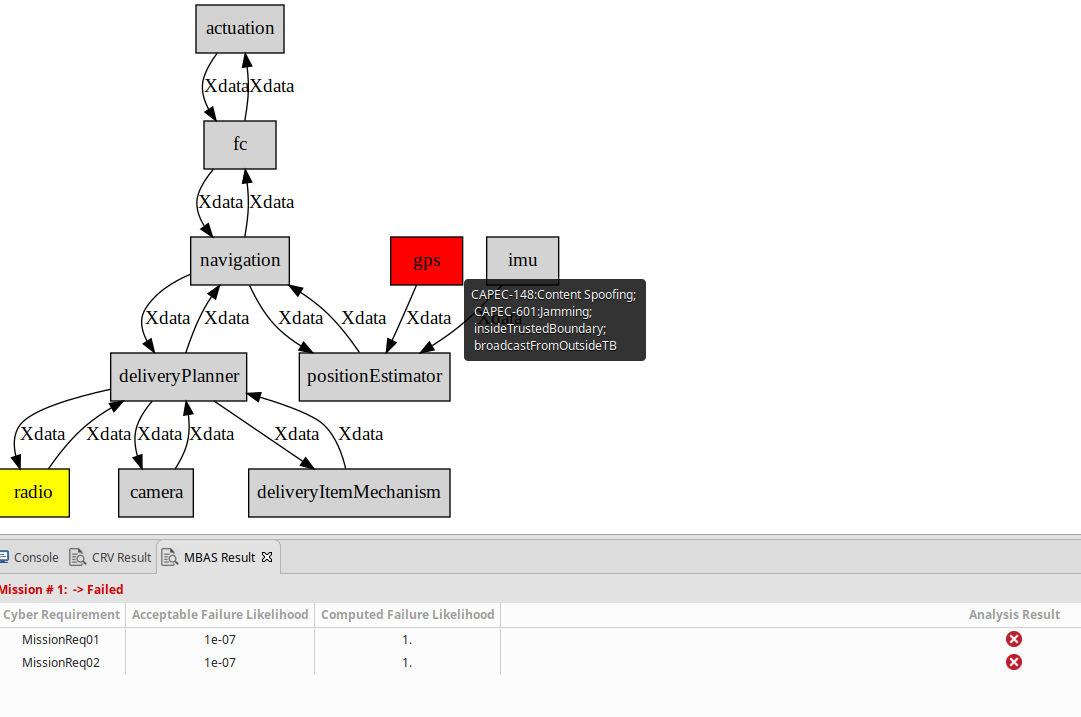 actuation
Xdata Xdata
fc
Xdata Xdata
navigation gps imu
CAPEC-148:Content Spoofing;
CAPEC-601:Jamming;
insideTrustedBoundary;
broadcastFromOutsideTB
Xdata Xdata Xdata Xdata Xdata Xdata
deliveryPlanner positionEstimator
Xdata Xdata Xdata Xdata Xdata Xdata
radio camera deliveryItemMechanism
Console CRV Result MBAS Result
Mission # 1: -> Failed
Cyber Requirement Acceptable Failure Likelihood Computed Failure Likelihood Analysis Result
MissionReq01 1e-07 1.
MissionReq02 1e-07 1.